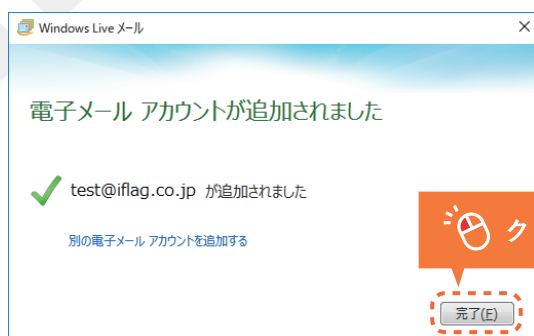 Windows Live メール
電子メール アカウントが追加されました
test@iflag.co.jp が追加されました
別の電子メール アカウントを追加する
ク
完了(F)